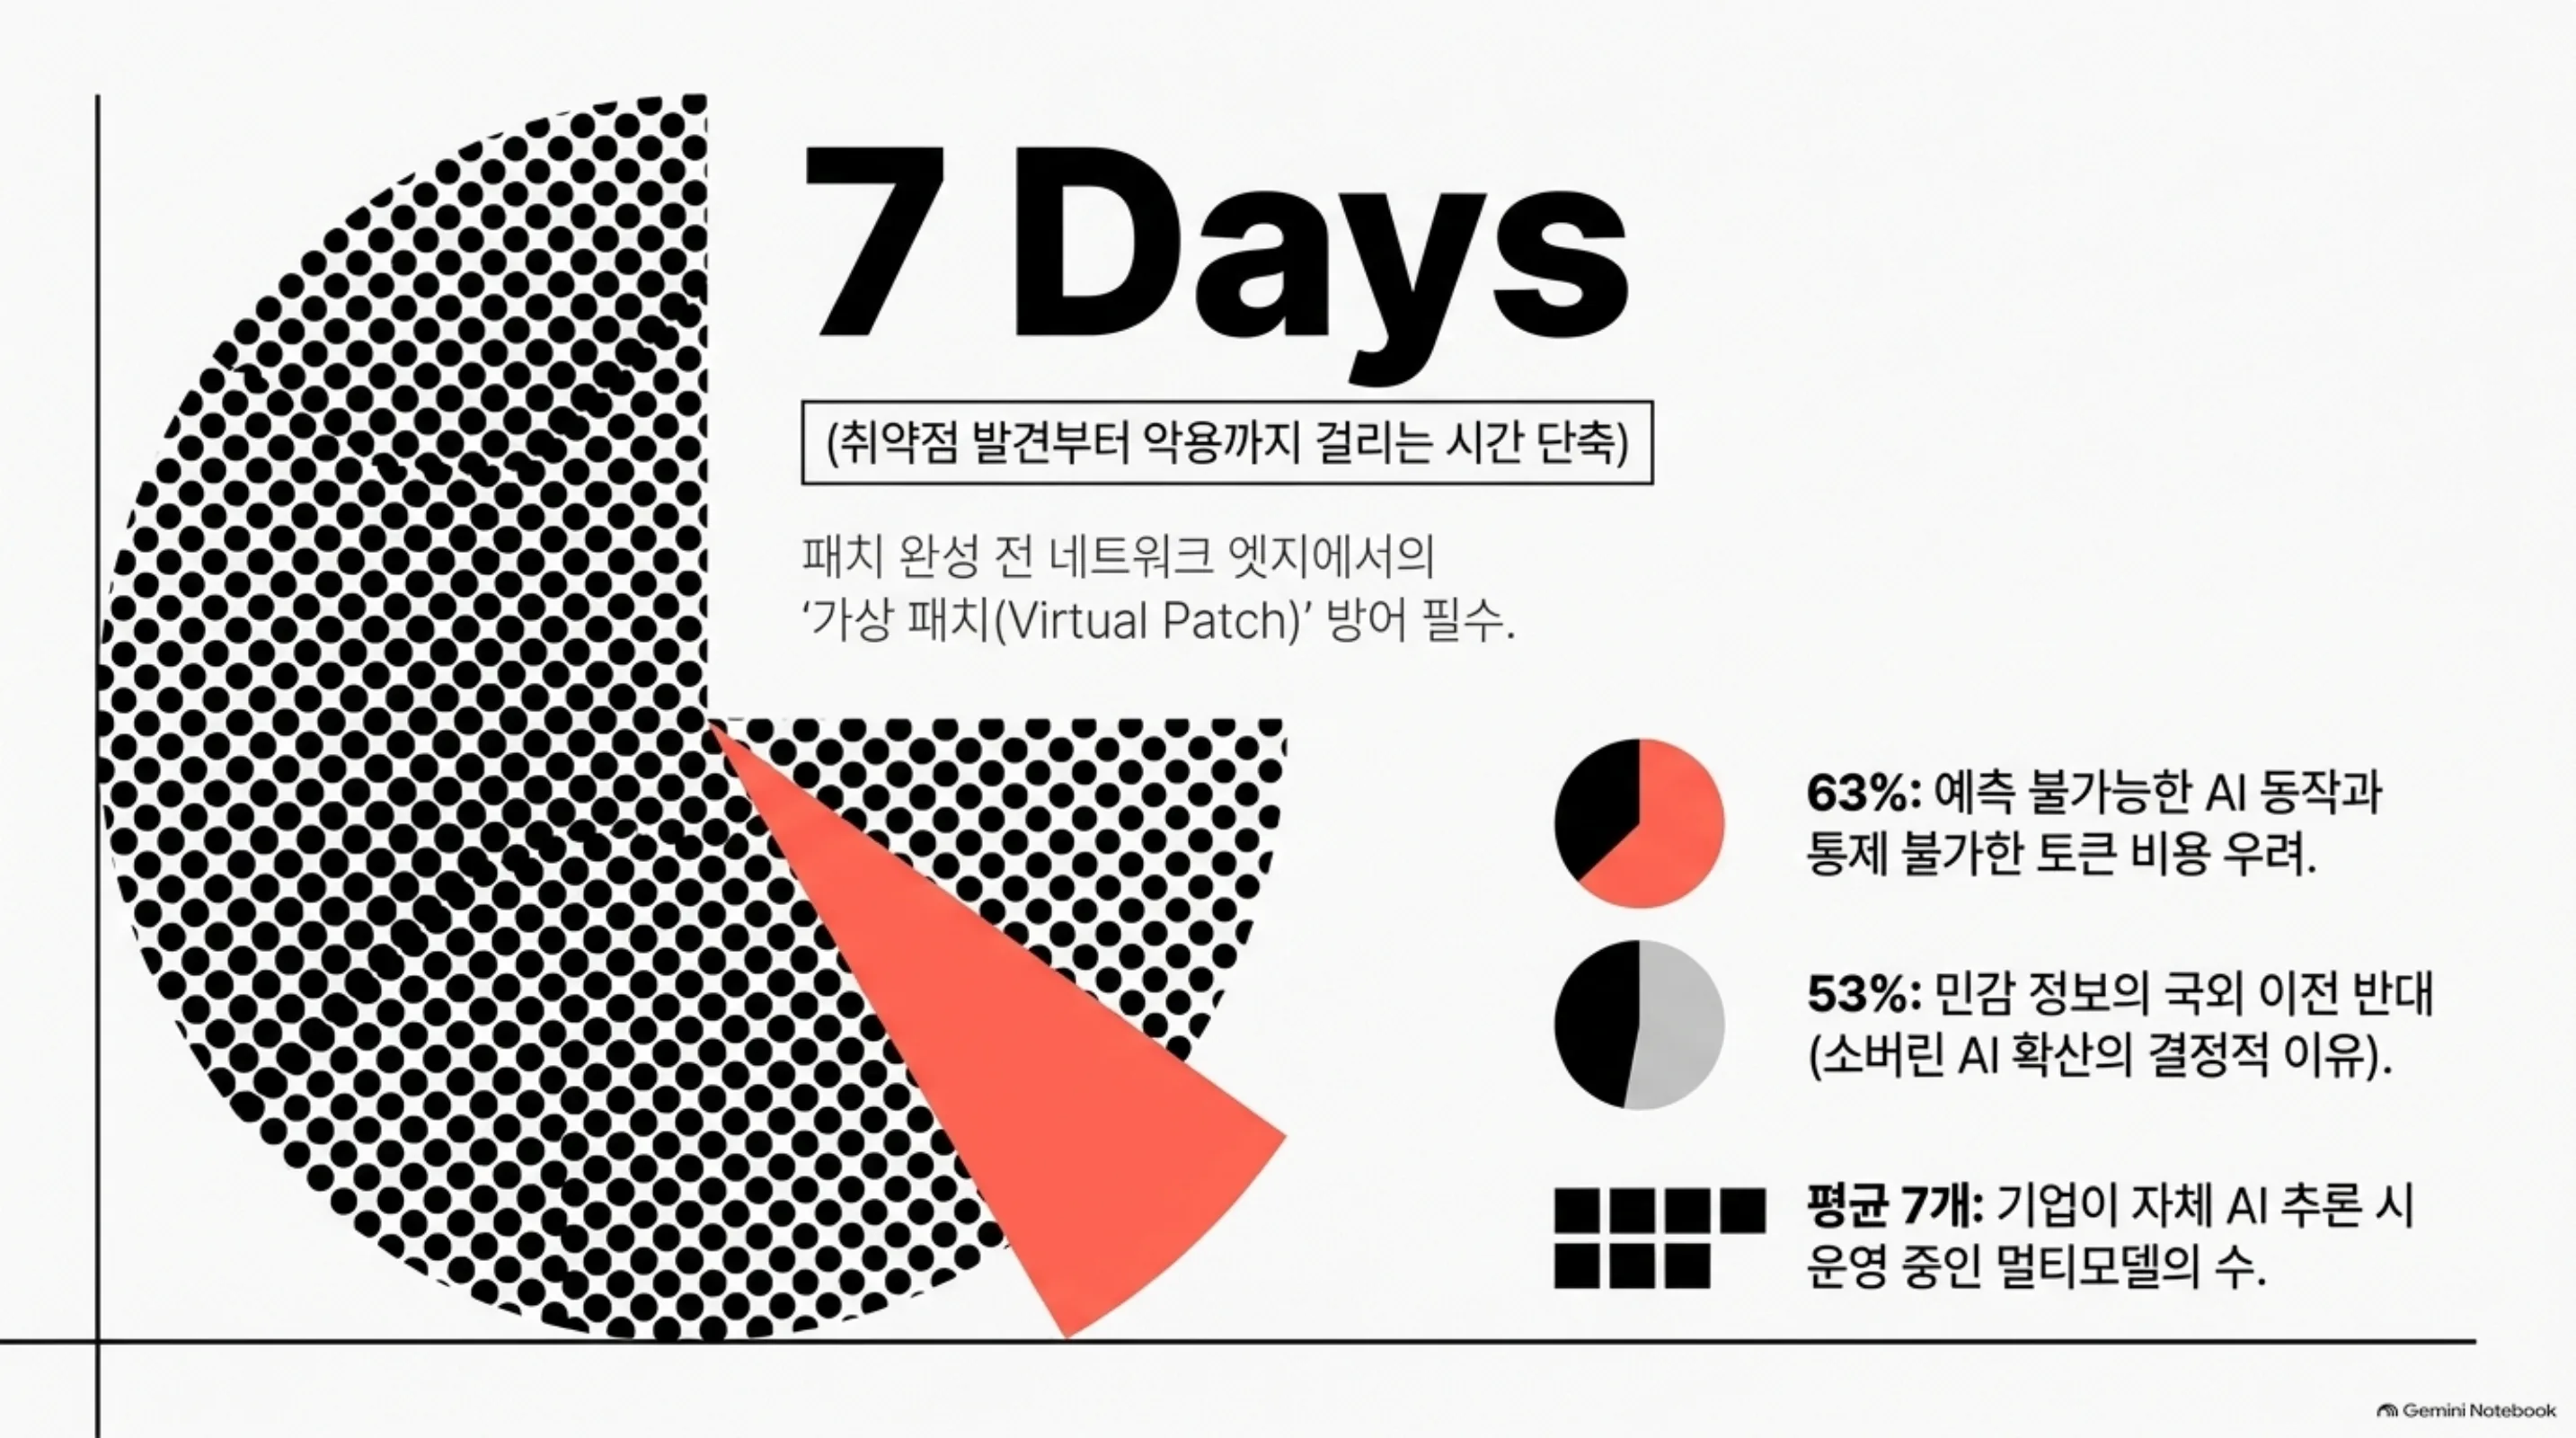 7 Days
(취약점 발견부터 악용까지 걸리는 시간 단축)
패치 완성 전 네트워크 엣지에서의
‘가상 패치(Virtual Patch)’ 방어 필수.
63%: 예측 불가능한 AI 동작과
통제 불가한 토큰 비용 우려.
53%: 민감 정보의 국외 이전 반대
(소버린 AI 확산의 결정적 이유).
평균 7개: 기업이 자체 AI 추론 시
운영 중인 멀티모델의 수.
Gemini Notebook